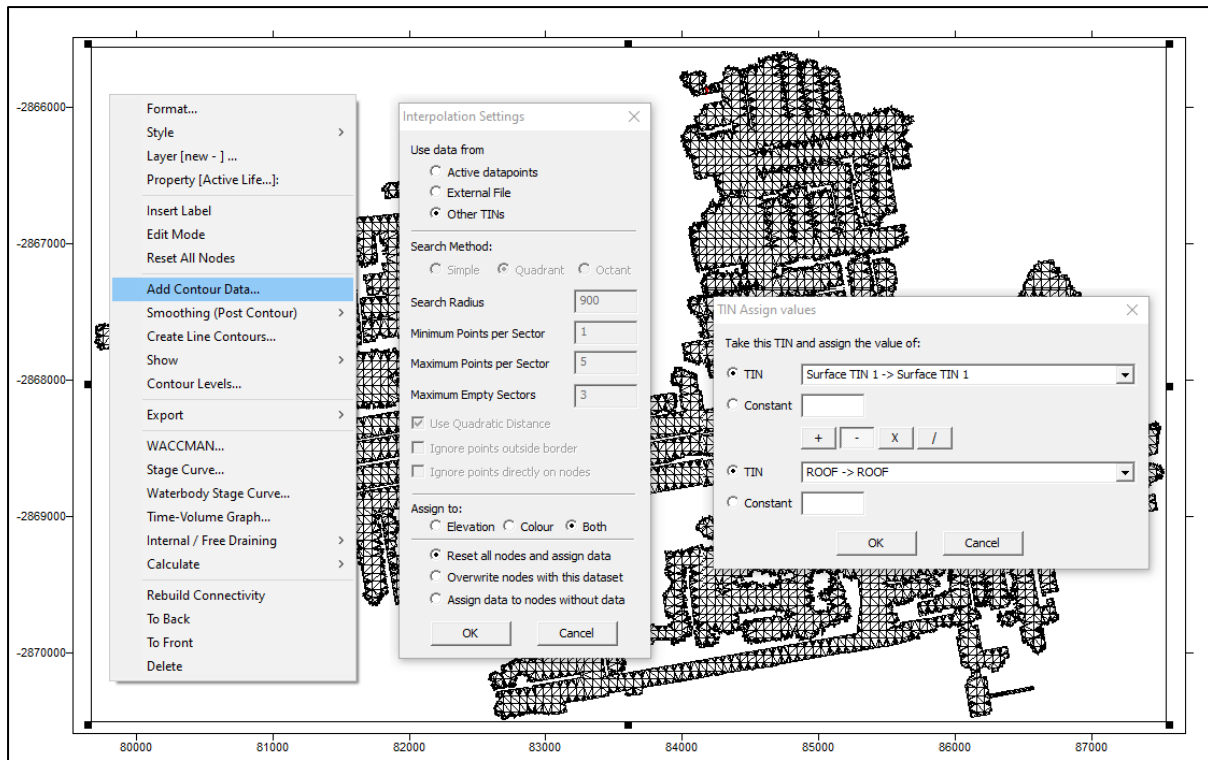 -2866000
-2867000
-2868000
-2869000
-2870000
80000 81000 82000 83000 84000 85000 86000 87000
Format...
Style
Layer [new - ] ...
Property [Active Life...]:
Insert Label
Edit Mode
Reset All Nodes
Add Contour Data...
Smoothing (Post Contour)
Create Line Contours...
Show
Contour Levels...
Export
WACCMAN...
Stage Curve...
Waterbody Stage Curve...
Time-Volume Graph...
Internal / Free Draining
Calculate
Rebuild Connectivity
To Back
To Front
Delete
Interpolation Settings
Use data from
Active datapoints
External File
Other TINs
Search Method:
Simple Quadrant Octant
Search Radius 900
Minimum Points per Sector 1
Maximum Points per Sector 5
Maximum Empty Sectors 3
Use Quadratic Distance
Ignore points outside border
Ignore points directly on nodes
Assign to:
Elevation Colour Both
Reset all nodes and assign data
Overwrite nodes with this dataset
Assign data to nodes without data
OK Cancel
TIN Assign values
Take this TIN and assign the value of:
TIN Surface TIN 1 -> Surface TIN 1
Constant
+ - X /
TIN ROOF -> ROOF
Constant
OK Cancel